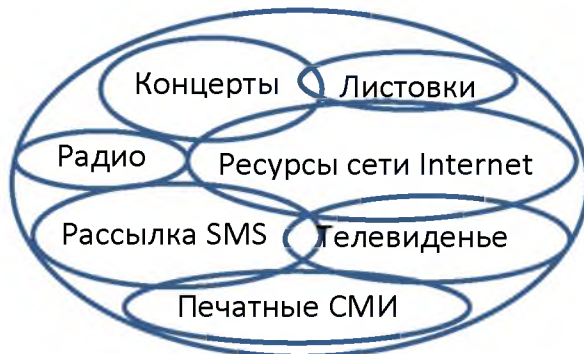 Концерты
Листовки
Радио
Ресурсы сети Internet
Рассылка SMS
Телевиденье
Печатные СМИ